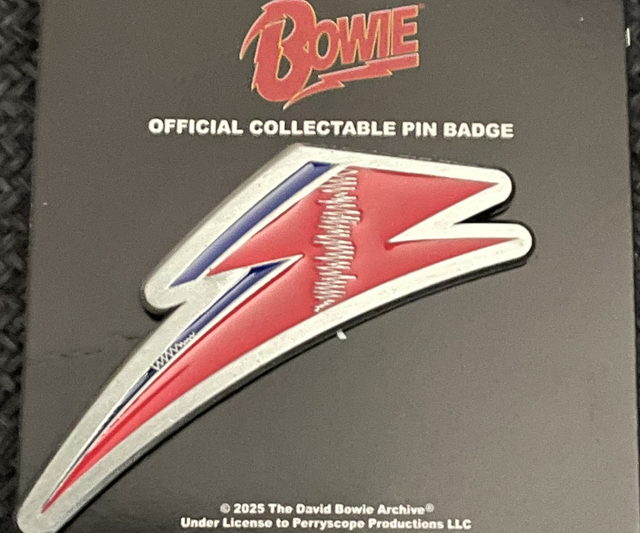 BOWIE
OFFICIAL COLLECTABLE PIN BADGE
© 2025 The David Bowie Archive®
Under License to Perryscope Productions LLC